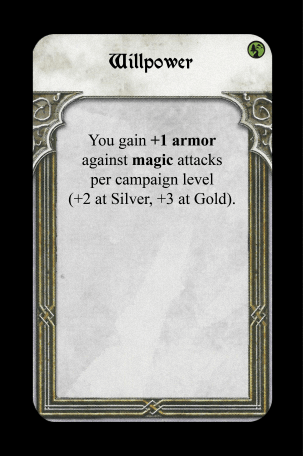 Willpower
You gain +1 armor
against magic attacks
per campaign level
(+2 at Silver, +3 at Gold).